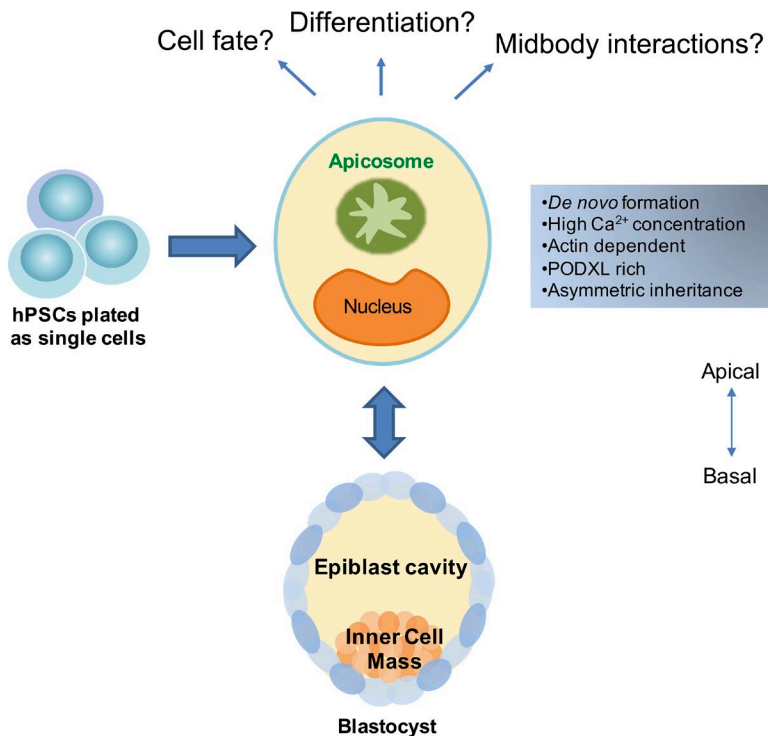 Cell fate?
Differentiation?
Midbody interactions?
Apicosome
Nucleus
hPSCs plated
as single cells
•De novo formation
•High Ca²⁺ concentration
•Actin dependent
•PODXL rich
•Asymmetric inheritance
Apical
Basal
Epiblast cavity
Inner Cell
Mass
Blastocyst